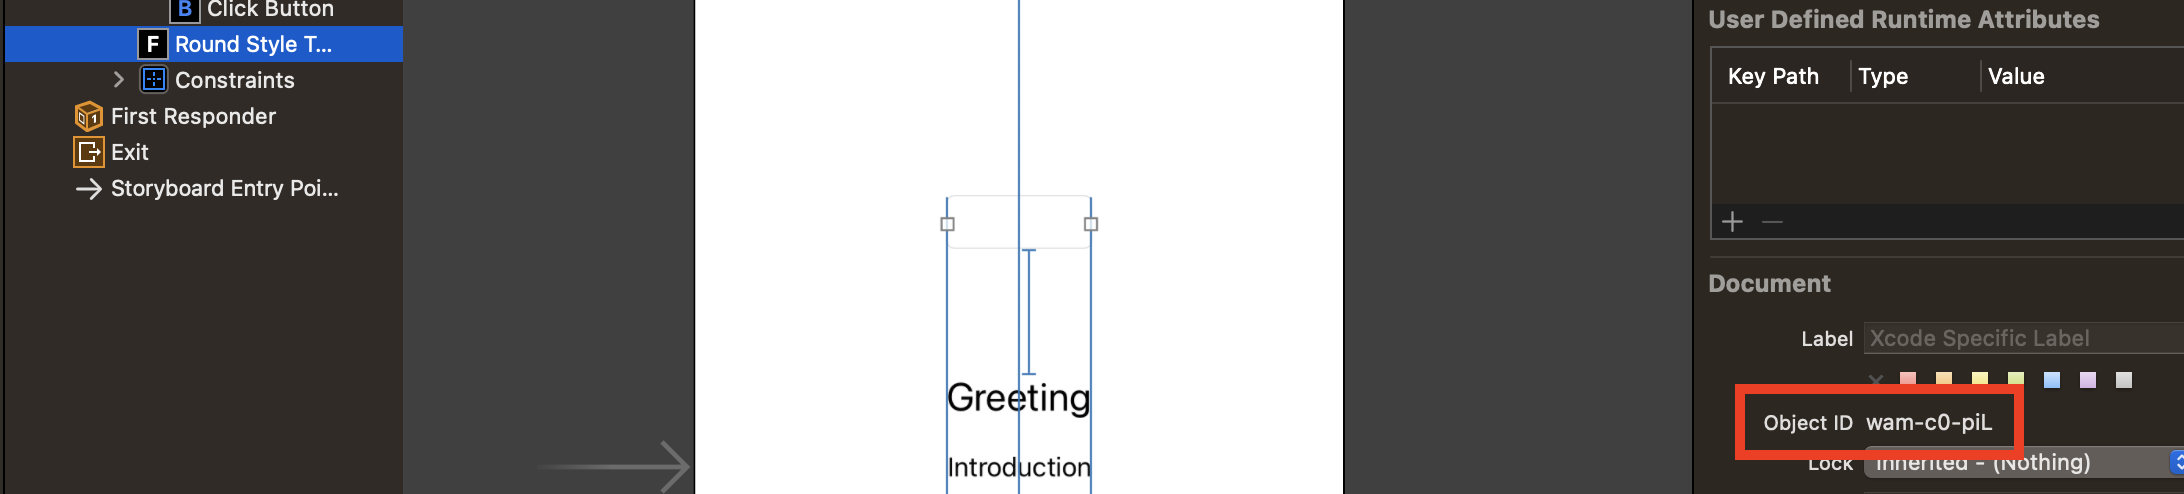 B Click Button
F Round Style T...
Constraints
First Responder
Exit
Storyboard Entry Poi...
Greeting
Introduction
User Defined Runtime Attributes
Key Path Type Value
Document
Label Xcode Specific Label
Object ID wam-c0-piL
Lock Inherited - (Nothing)